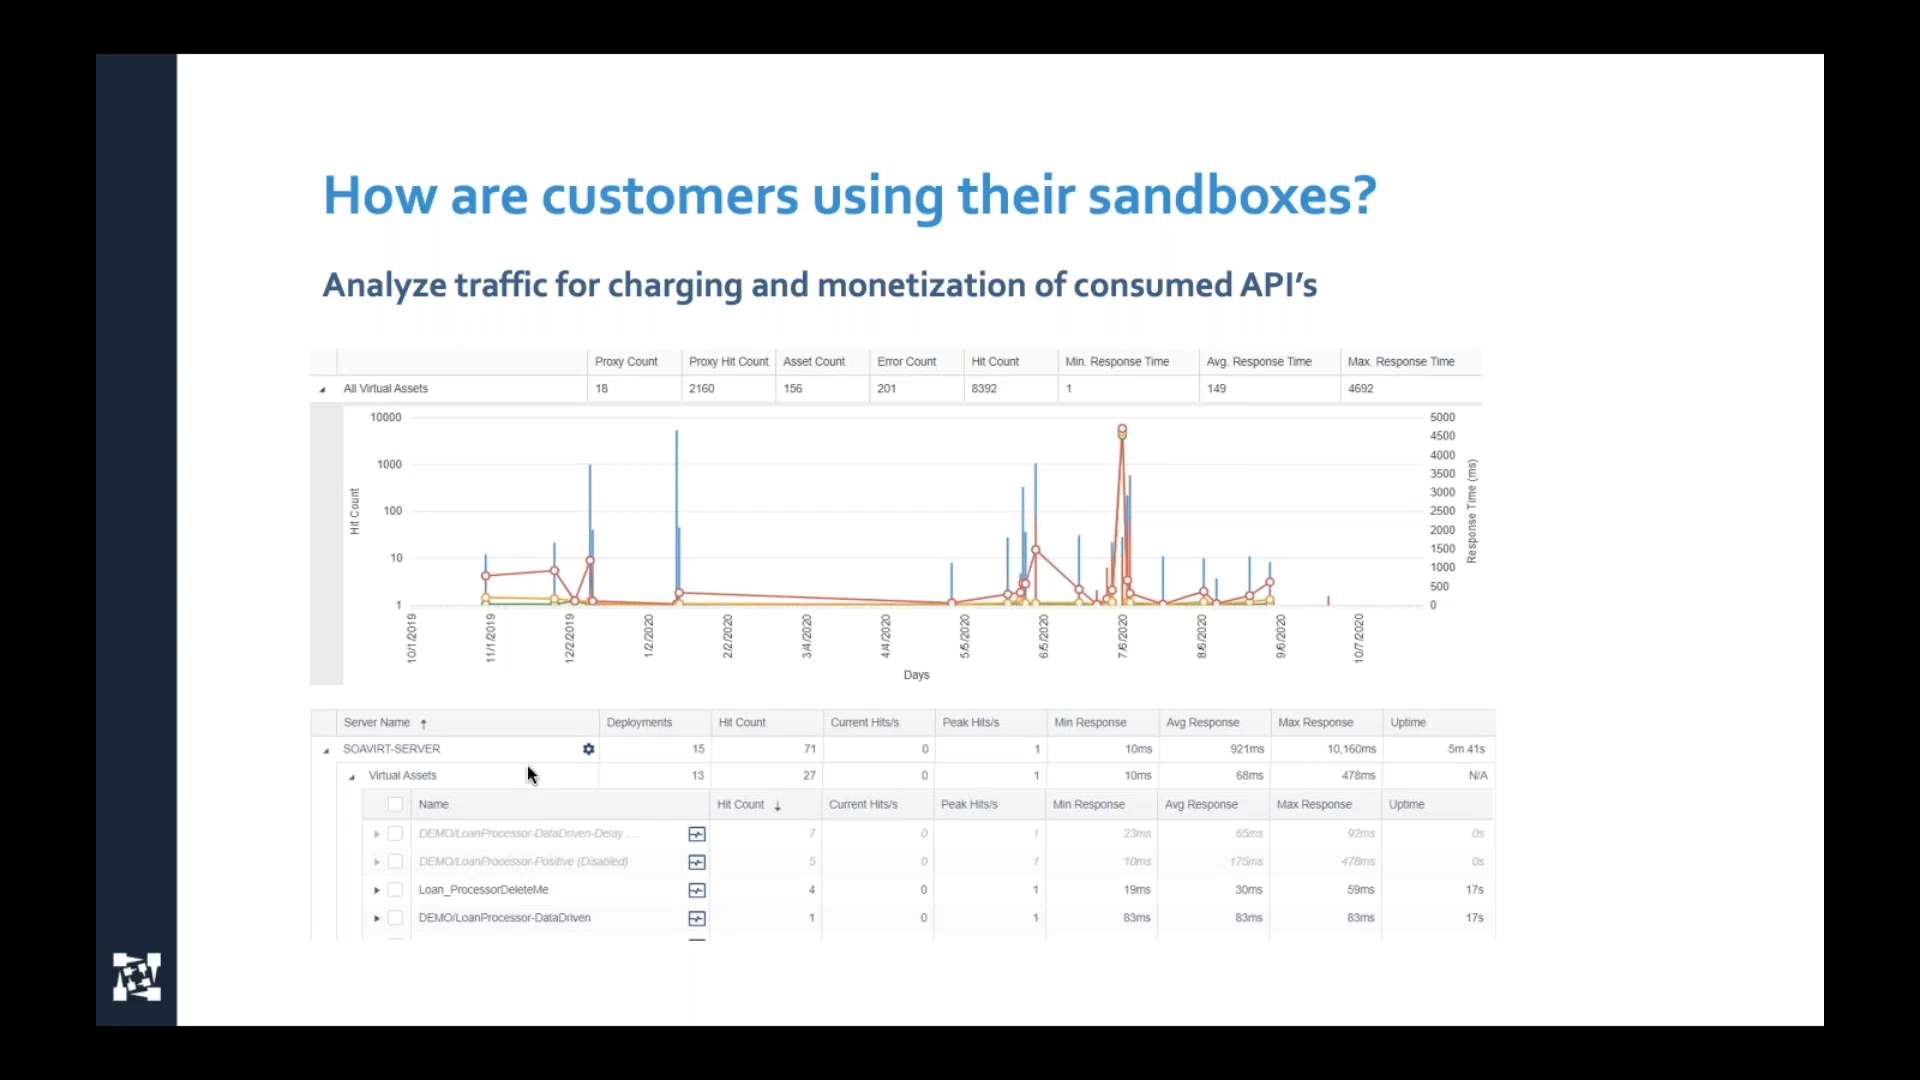 How are customers using their sandboxes?
Analyze traffic for charging and monetization of consumed API's
Proxy Count Proxy Hit Count Asset Count Error Count Hit Count Min. Response Time Avg. Response Time Max. Response Time
All Virtual Assets 18 2160 156 201 8392 1 149 4692
10000 5000
4500
4000
1000 3500
3000
100 2500
2000
10 1500
1000
500
1 0
Hit Count
Response Time (ms)
10/1/2019 11/1/2019 12/2/2019 1/2/2020 2/2/2020 3/4/2020 4/4/2020 5/5/2020 6/5/2020 7/6/2020 8/6/2020 9/6/2020 10/7/2020
Days
Server Name Deployments Hit Count Current Hits/s Peak Hits/s Min Response Avg Response Max Response Uptime
SOAVIRT-SERVER 15 71 0 1 10ms 921ms 10,160ms 5m 41s
Virtual Assets 13 27 0 1 10ms 68ms 478ms N/A
Name Hit Count Current Hits/s Peak Hits/s Min Response Avg Response Max Response Uptime
DEMO/LoanProcessor-DataDriven-Delay ... 7 0 1 23ms 65ms 92ms 0s
DEMO/LoanProcessor-Positive (Disabled) 5 0 1 10ms 175ms 478ms 0s
Loan_ProcessorDeleteMe 4 0 1 19ms 30ms 59ms 17s
DEMO/LoanProcessor-DataDriven 1 0 1 83ms 83ms 83ms 17s